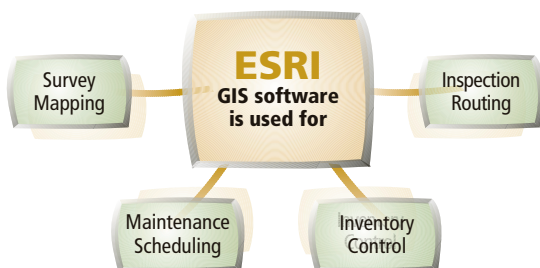 ESRI
GIS software
is used for
Survey
Mapping
Inspection
Routing
Maintenance
Scheduling
Inventory
Control